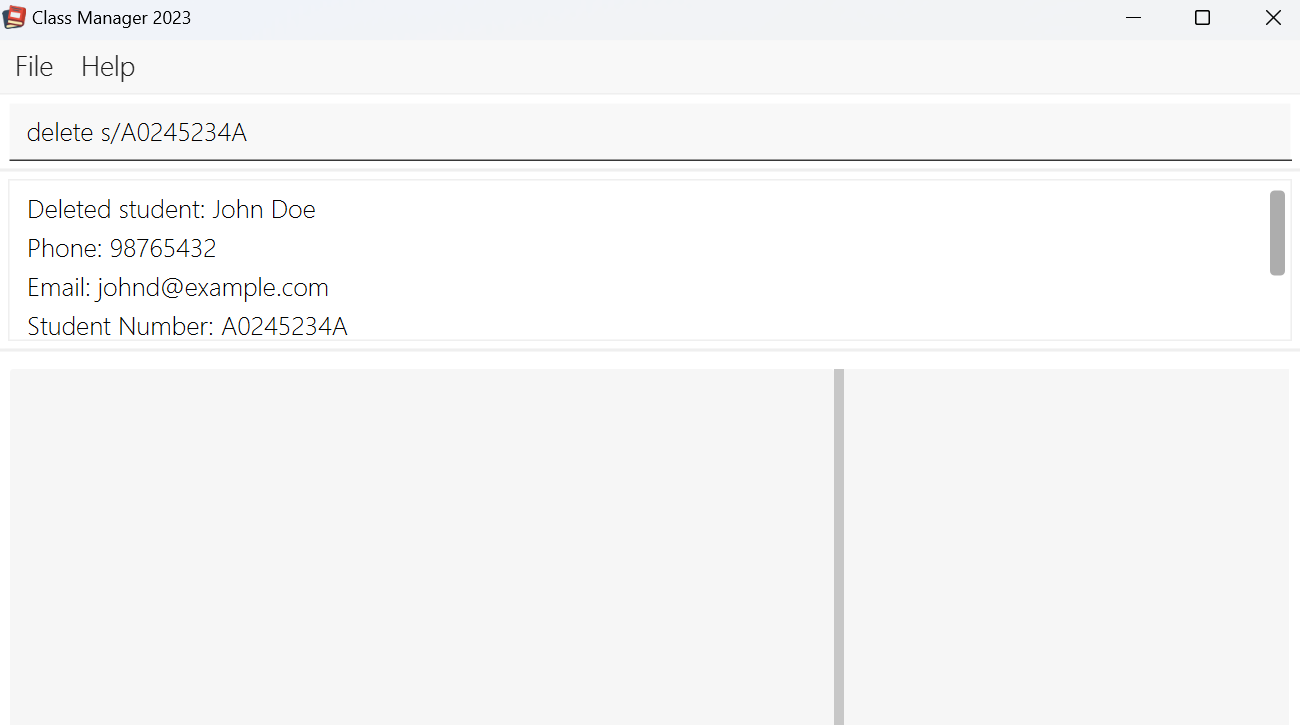 Class Manager 2023
File Help
delete s/A0245234A
Deleted student: John Doe
Phone: 98765432
Email: johnd@example.com
Student Number: A0245234A